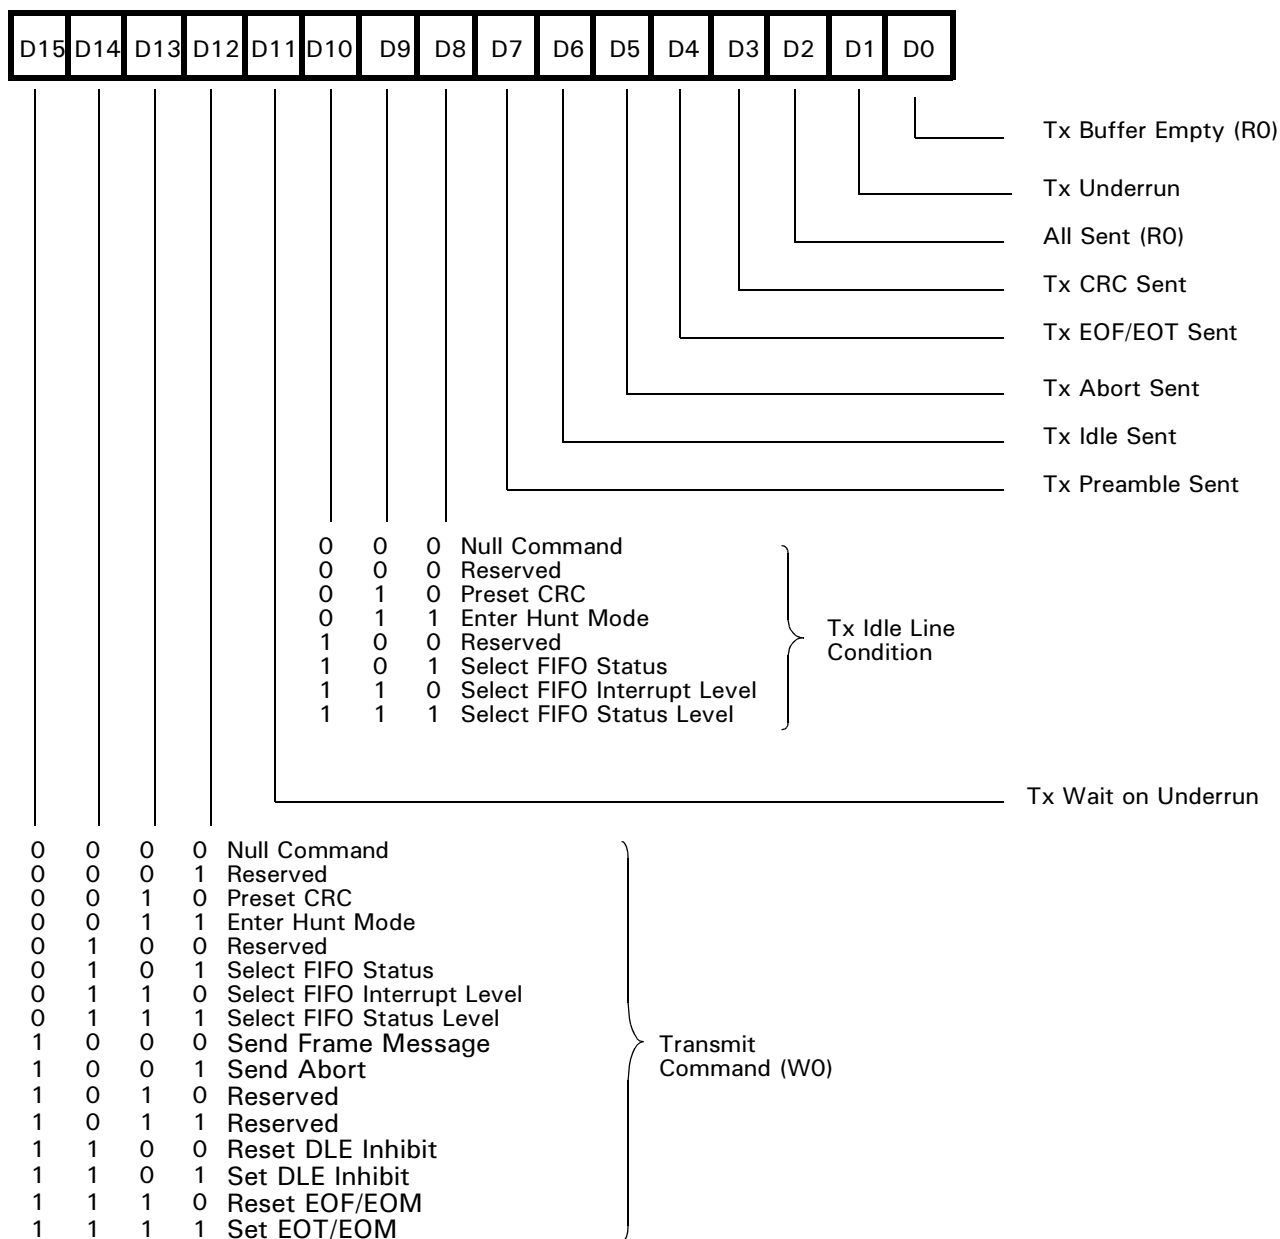 D15 D14 D13 D12 D11 D10 D9 D8 D7 D6 D5 D4 D3 D2 D1 D0
Tx Buffer Empty (R0)
Tx Underrun
All Sent (R0)
Tx CRC Sent
Tx EOF/EOT Sent
Tx Abort Sent
Tx Idle Sent
Tx Preamble Sent
0 0 0 Null Command
0 0 0 Reserved
0 1 0 Preset CRC
0 1 1 Enter Hunt Mode
1 0 0 Reserved
1 0 1 Select FIFO Status
1 1 0 Select FIFO Interrupt Level
1 1 1 Select FIFO Status Level
Tx Idle Line
Condition
Tx Wait on Underrun
0 0 0 0 Null Command
0 0 0 1 Reserved
0 0 1 0 Preset CRC
0 0 1 1 Enter Hunt Mode
0 1 0 0 Reserved
0 1 0 1 Select FIFO Status
0 1 1 0 Select FIFO Interrupt Level
0 1 1 1 Select FIFO Status Level
1 0 0 0 Send Frame Message
1 0 0 1 Send Abort
1 0 1 0 Reserved
1 0 1 1 Reserved
1 1 0 0 Reset DLE Inhibit
1 1 0 1 Set DLE Inhibit
1 1 1 0 Reset EOF/EOM
1 1 1 1 Set EOT/EOM
Transmit
Command (W0)